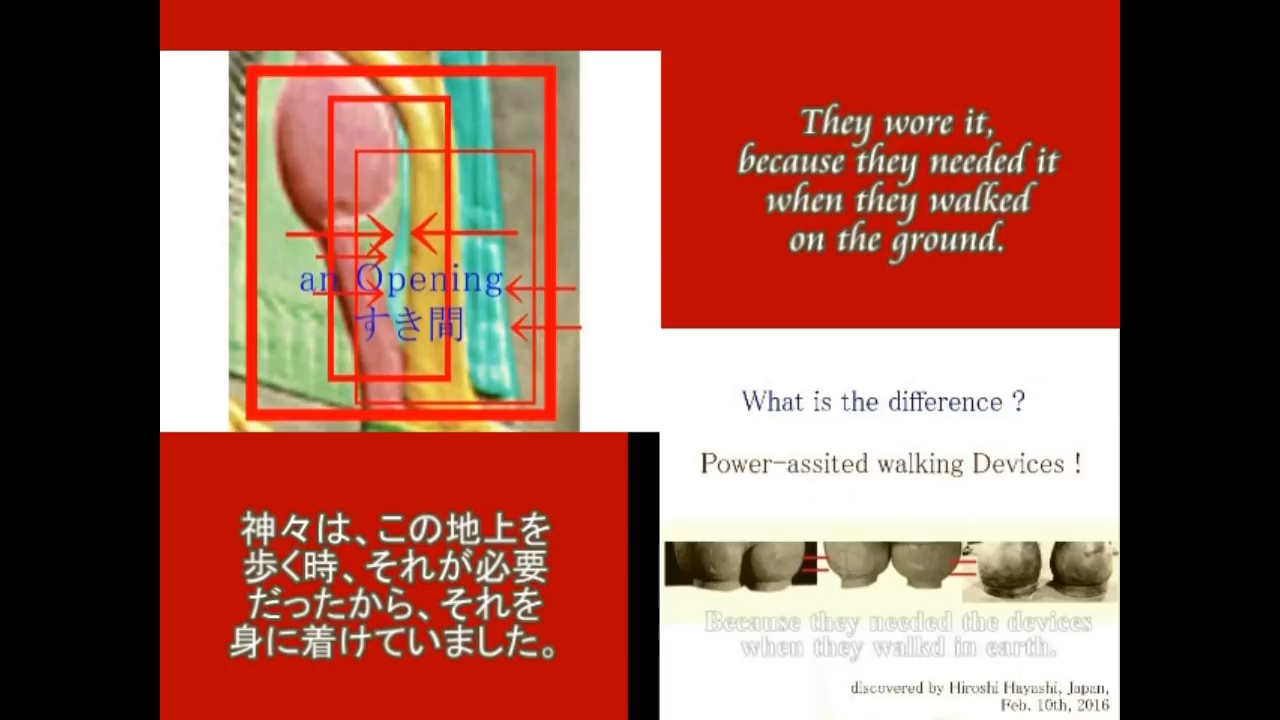 an Opening
すき間
They wore it,
because they needed it
when they walked
on the ground.
神々は、この地上を
歩く時、それが必要
だったから、それを
身に着けていました。
What is the difference ?
Power-assited walking Devices !
Because they needed the devices
when they walkd in earth.
discovered by Hiroshi Hayashi, Japan,
Feb. 10th, 2016